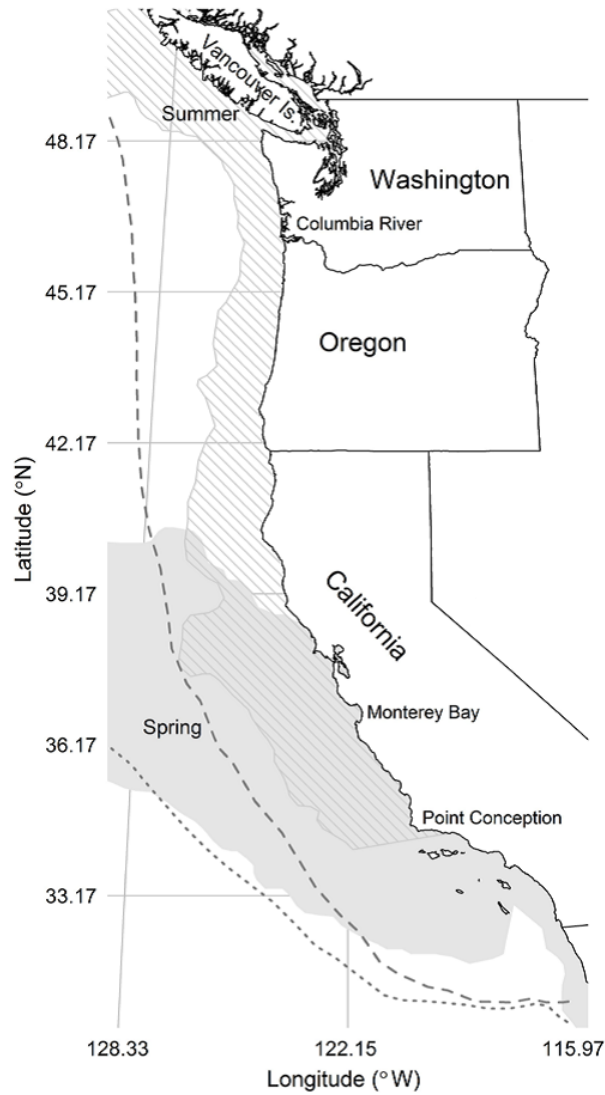 Vancouver Is.
Summer
48.17
Washington
Columbia River
45.17
Oregon
42.17
Latitude (°N)
39.17
California
Monterey Bay
Spring
36.17
Point Conception
33.17
128.33
122.15
115.97
Longitude (°W)